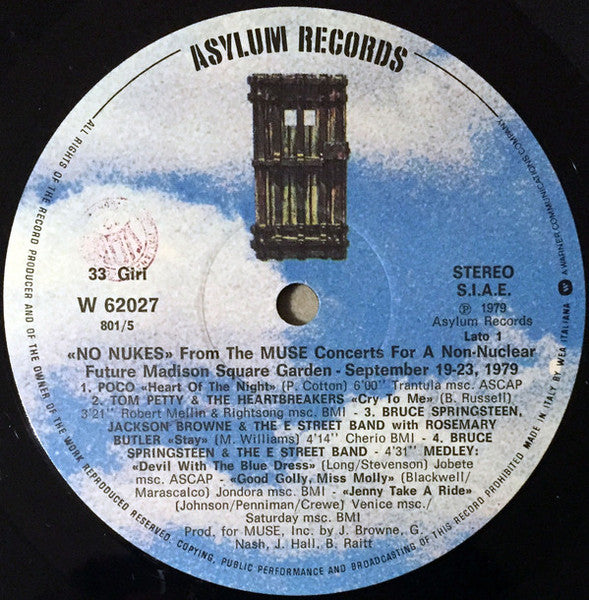 ASYLUM RECORDS
33 Giri
W 62027
801/5
STEREO
S.I.A.E.
℗ 1979
Asylum Records
Lato 1
«NO NUKES» From The MUSE Concerts For A Non-Nuclear
Future Madison Square Garden - September 19-23, 1979
1. POCO «Heart Of The Night» (P. Cotton) 6'00" Trantula msc. ASCAP
2. TOM PETTY & THE HEARTBREAKERS «Cry To Me» (B. Russell)
3'21" Robert Mellin & Rightsong msc. BMI - 3. BRUCE SPRINGSTEEN,
JACKSON BROWNE & THE E STREET BAND with ROSEMARY
BUTLER «Stay» (M. Williams) 4'14" Cherio BMI - 4. BRUCE
SPRINGSTEEN & THE E STREET BAND - 4'31" MEDLEY:
«Devil With The Blue Dress» (Long/Stevenson) Jobete
msc. ASCAP - «Good Golly, Miss Molly» (Blackwell/
Marascalco) Jondora msc. BMI - «Jenny Take A Ride»
(Johnson/Penniman/Crewe) Venice msc./
Saturday msc. BMI
Prod. for MUSE, Inc. by J. Browne, G.
Nash, J. Hall, B. Raitt
ALL RIGHTS OF THE RECORD PRODUCER AND OF THE OWNER OF THE WORK REPRODUCED RESERVED. COPYING, PUBLIC PERFORMANCE AND BROADCASTING OF THIS RECORD PROHIBITED MADE IN ITALY BY WEA ITALIANA A WARNER COMMUNICATIONS COMPANY